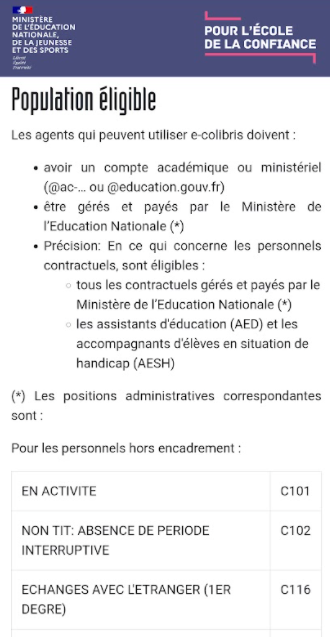 MINISTÈRE
DE L'ÉDUCATION
NATIONALE,
DE LA JEUNESSE
ET DES SPORTS
Liberté
Égalité
Fraternité
POUR L'ÉCOLE
DE LA CONFIANCE
Population éligible
Les agents qui peuvent utiliser e-colibris doivent :
• avoir un compte académique ou ministériel
(@ac-... ou @education.gouv.fr)
• être gérés et payés par le Ministère de
l'Education Nationale (*)
• Précision: En ce qui concerne les personnels
contractuels, sont éligibles :
◦ tous les contractuels gérés et payés par le
Ministère de l'Education Nationale (*)
◦ les assistants d'éducation (AED) et les
accompagnants d'élèves en situation de
handicap (AESH)
(*) Les positions administratives correspondantes
sont :
Pour les personnels hors encadrement :
EN ACTIVITE C101
NON TIT: ABSENCE DE PERIODE C102
INTERRUPTIVE
ECHANGES AVEC L'ETRANGER (1ER C116
DEGRE)